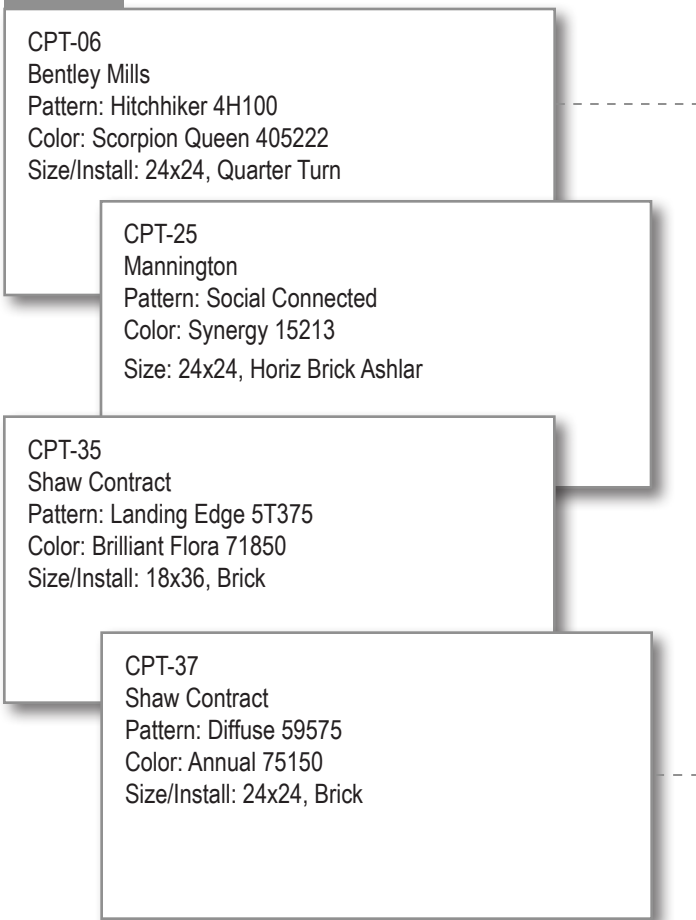 CPT-06
Bentley Mills
Pattern: Hitchhiker 4H100
Color: Scorpion Queen 405222
Size/Install: 24x24, Quarter Turn
CPT-25
Mannington
Pattern: Social Connected
Color: Synergy 15213
Size: 24x24, Horiz Brick Ashlar
CPT-35
Shaw Contract
Pattern: Landing Edge 5T375
Color: Brilliant Flora 71850
Size/Install: 18x36, Brick
CPT-37
Shaw Contract
Pattern: Diffuse 59575
Color: Annual 75150
Size/Install: 24x24, Brick